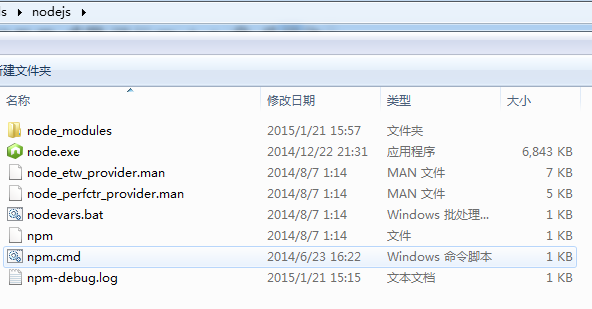 ls ▸ nodejs ▸
新建文件夹
名称 修改日期 类型 大小
node_modules 2015/1/21 15:57 文件夹
node.exe 2014/12/22 21:31 应用程序 6,843 KB
node_etw_provider.man 2014/8/7 1:14 MAN 文件 7 KB
node_perfctr_provider.man 2014/8/7 1:14 MAN 文件 5 KB
nodevars.bat 2014/8/7 1:14 Windows 批处理... 1 KB
npm 2014/8/7 1:14 文件 1 KB
npm.cmd 2014/6/23 16:22 Windows 命令脚本 1 KB
npm-debug.log 2015/1/21 15:15 文本文档 1 KB